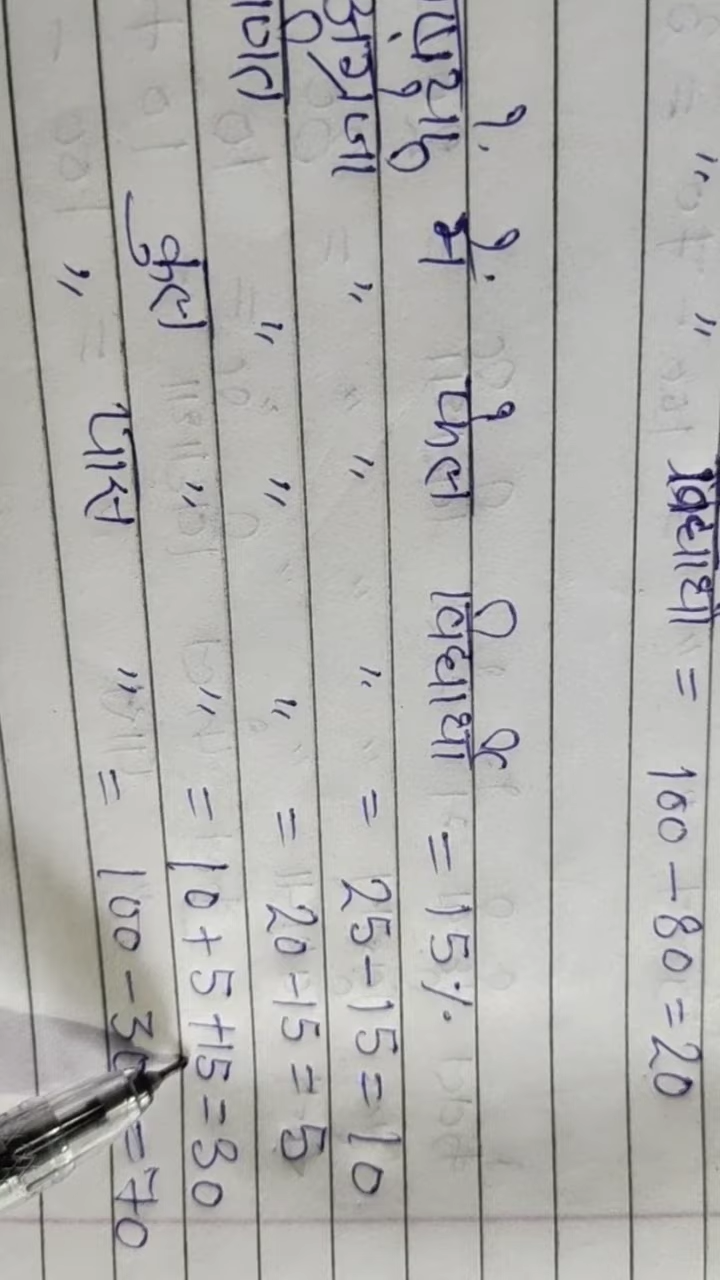 " " विद्यार्थी = 100 - 80 = 20
में फेल विद्यार्थी = 15%
अंग्रेजी " " " = 25 - 15 = 10
" " " = 20 - 15 = 5
कुल " " = 10 + 5 + 15 = 30
" पास " = 100 - 30 = 70